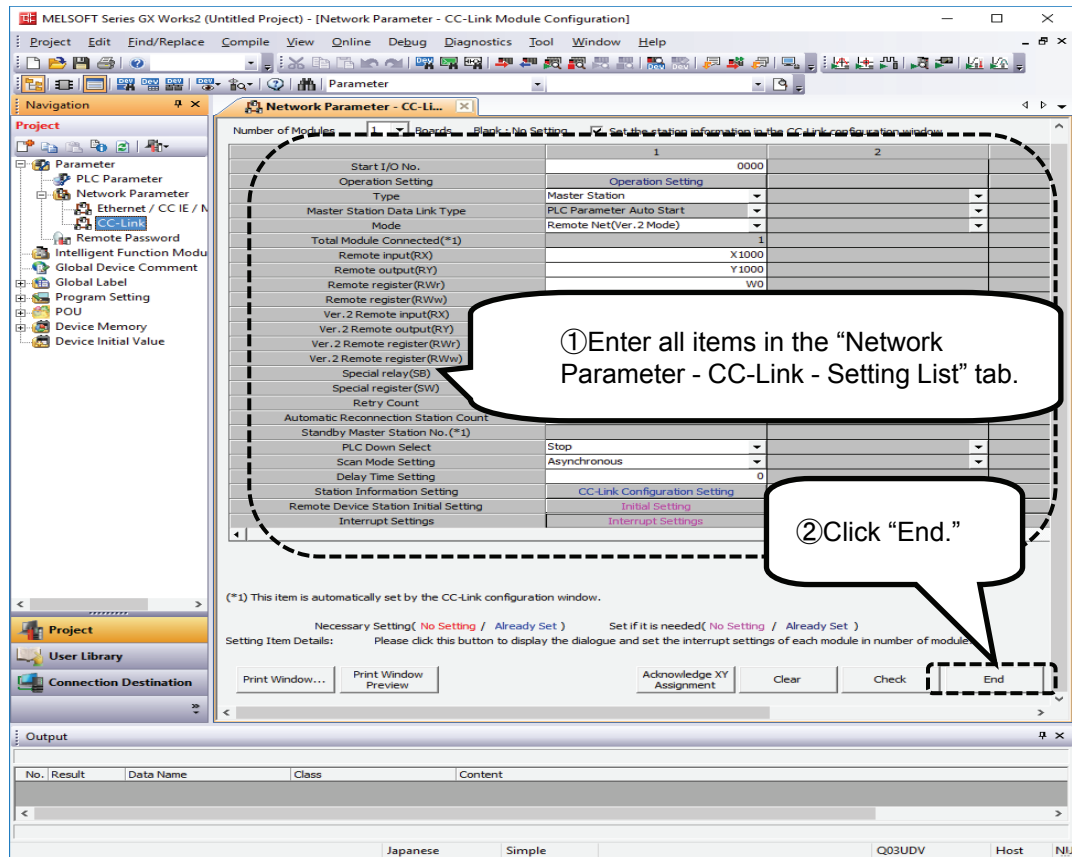 MELSOFT Series GX Works2 (Untitled Project) - [Network Parameter - CC-Link Module Configuration]
Project Edit Find/Replace Compile View Online Debug Diagnostics Tool Window Help
Parameter
Navigation
Network Parameter - CC-Li...
Project
Parameter
PLC Parameter
Network Parameter
Ethernet / CC IE / N
CC-Link
Remote Password
Intelligent Function Modu
Global Device Comment
Global Label
Program Setting
POU
Device Memory
Device Initial Value
Number of Modules 1 Boards Blank : No Setting Set the station information in the CC-Link configuration window
1 2
Start I/O No. 0000
Operation Setting Operation Setting
Type Master Station
Master Station Data Link Type PLC Parameter Auto Start
Mode Remote Net(Ver.2 Mode)
Total Module Connected(*1) 1
Remote input(RX) X1000
Remote output(RY) Y1000
Remote register(RWr) W0
Remote register(RWw)
Ver.2 Remote input(RX)
Ver.2 Remote output(RY)
Ver.2 Remote register(RWr)
Ver.2 Remote register(RWw)
Special relay(SB)
Special register(SW)
Retry Count
Automatic Reconnection Station Count
Standby Master Station No.(*1)
PLC Down Select Stop
Scan Mode Setting Asynchronous
Delay Time Setting 0
Station Information Setting CC-Link Configuration Setting
Remote Device Station Initial Setting Initial Setting
Interrupt Settings Interrupt Settings
①Enter all items in the “Network
Parameter - CC-Link - Setting List” tab.
②Click “End.”
(*1) This item is automatically set by the CC-Link configuration window.
Necessary Setting( No Setting / Already Set ) Set if it is needed( No Setting / Already Set )
Setting Item Details: Please click this button to display the dialogue and set the interrupt settings of each module in number of module
Print Window... Print Window Preview Acknowledge XY Assignment Clear Check End
Project
User Library
Connection Destination
Output
No. Result Data Name Class Content
Japanese Simple Q03UDV Host NU